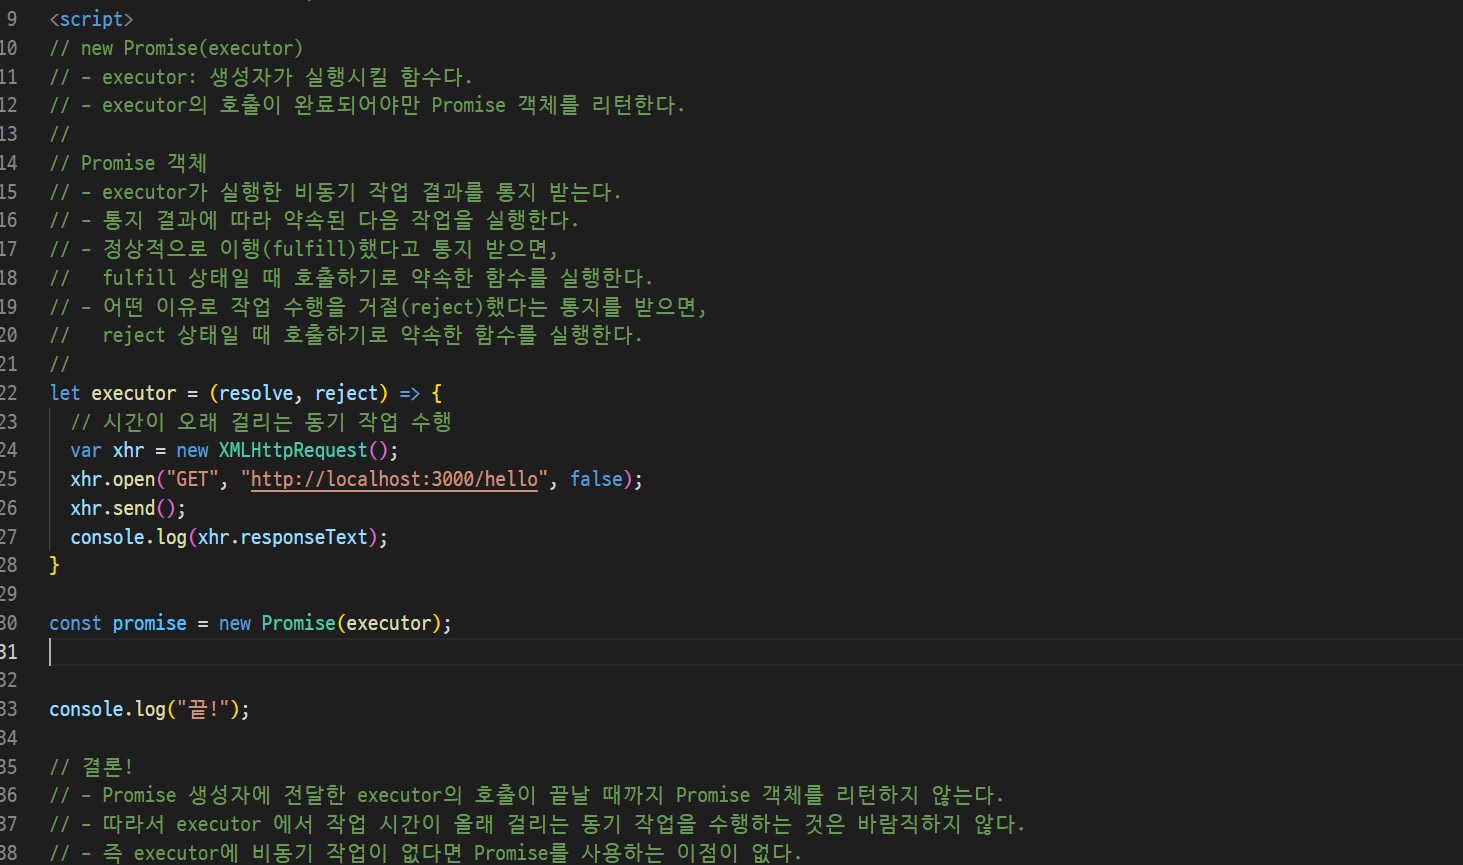 9 <script>
10 // new Promise(executor)
11 // - executor: 생성자가 실행시킬 함수다.
12 // - executor의 호출이 완료되어야만 Promise 객체를 리턴한다.
13 //
14 // Promise 객체
15 // - executor가 실행한 비동기 작업 결과를 통지 받는다.
16 // - 통지 결과에 따라 약속된 다음 작업을 실행한다.
17 // - 정상적으로 이행(fulfill)했다고 통지 받으면,
18 //   fulfill 상태일 때 호출하기로 약속한 함수를 실행한다.
19 // - 어떤 이유로 작업 수행을 거절(reject)했다는 통지를 받으면,
20 //   reject 상태일 때 호출하기로 약속한 함수를 실행한다.
21 //
22 let executor = (resolve, reject) => {
23   // 시간이 오래 걸리는 동기 작업 수행
24   var xhr = new XMLHttpRequest();
25   xhr.open("GET", "http://localhost:3000/hello", false);
26   xhr.send();
27   console.log(xhr.responseText);
28 }
29
30 const promise = new Promise(executor);
31
32
33 console.log("끝!");
34
35 // 결론!
36 // - Promise 생성자에 전달한 executor의 호출이 끝날 때까지 Promise 객체를 리턴하지 않는다.
37 // - 따라서 executor 에서 작업 시간이 올래 걸리는 동기 작업을 수행하는 것은 바람직하지 않다.
38 // - 즉 executor에 비동기 작업이 없다면 Promise를 사용하는 이점이 없다.